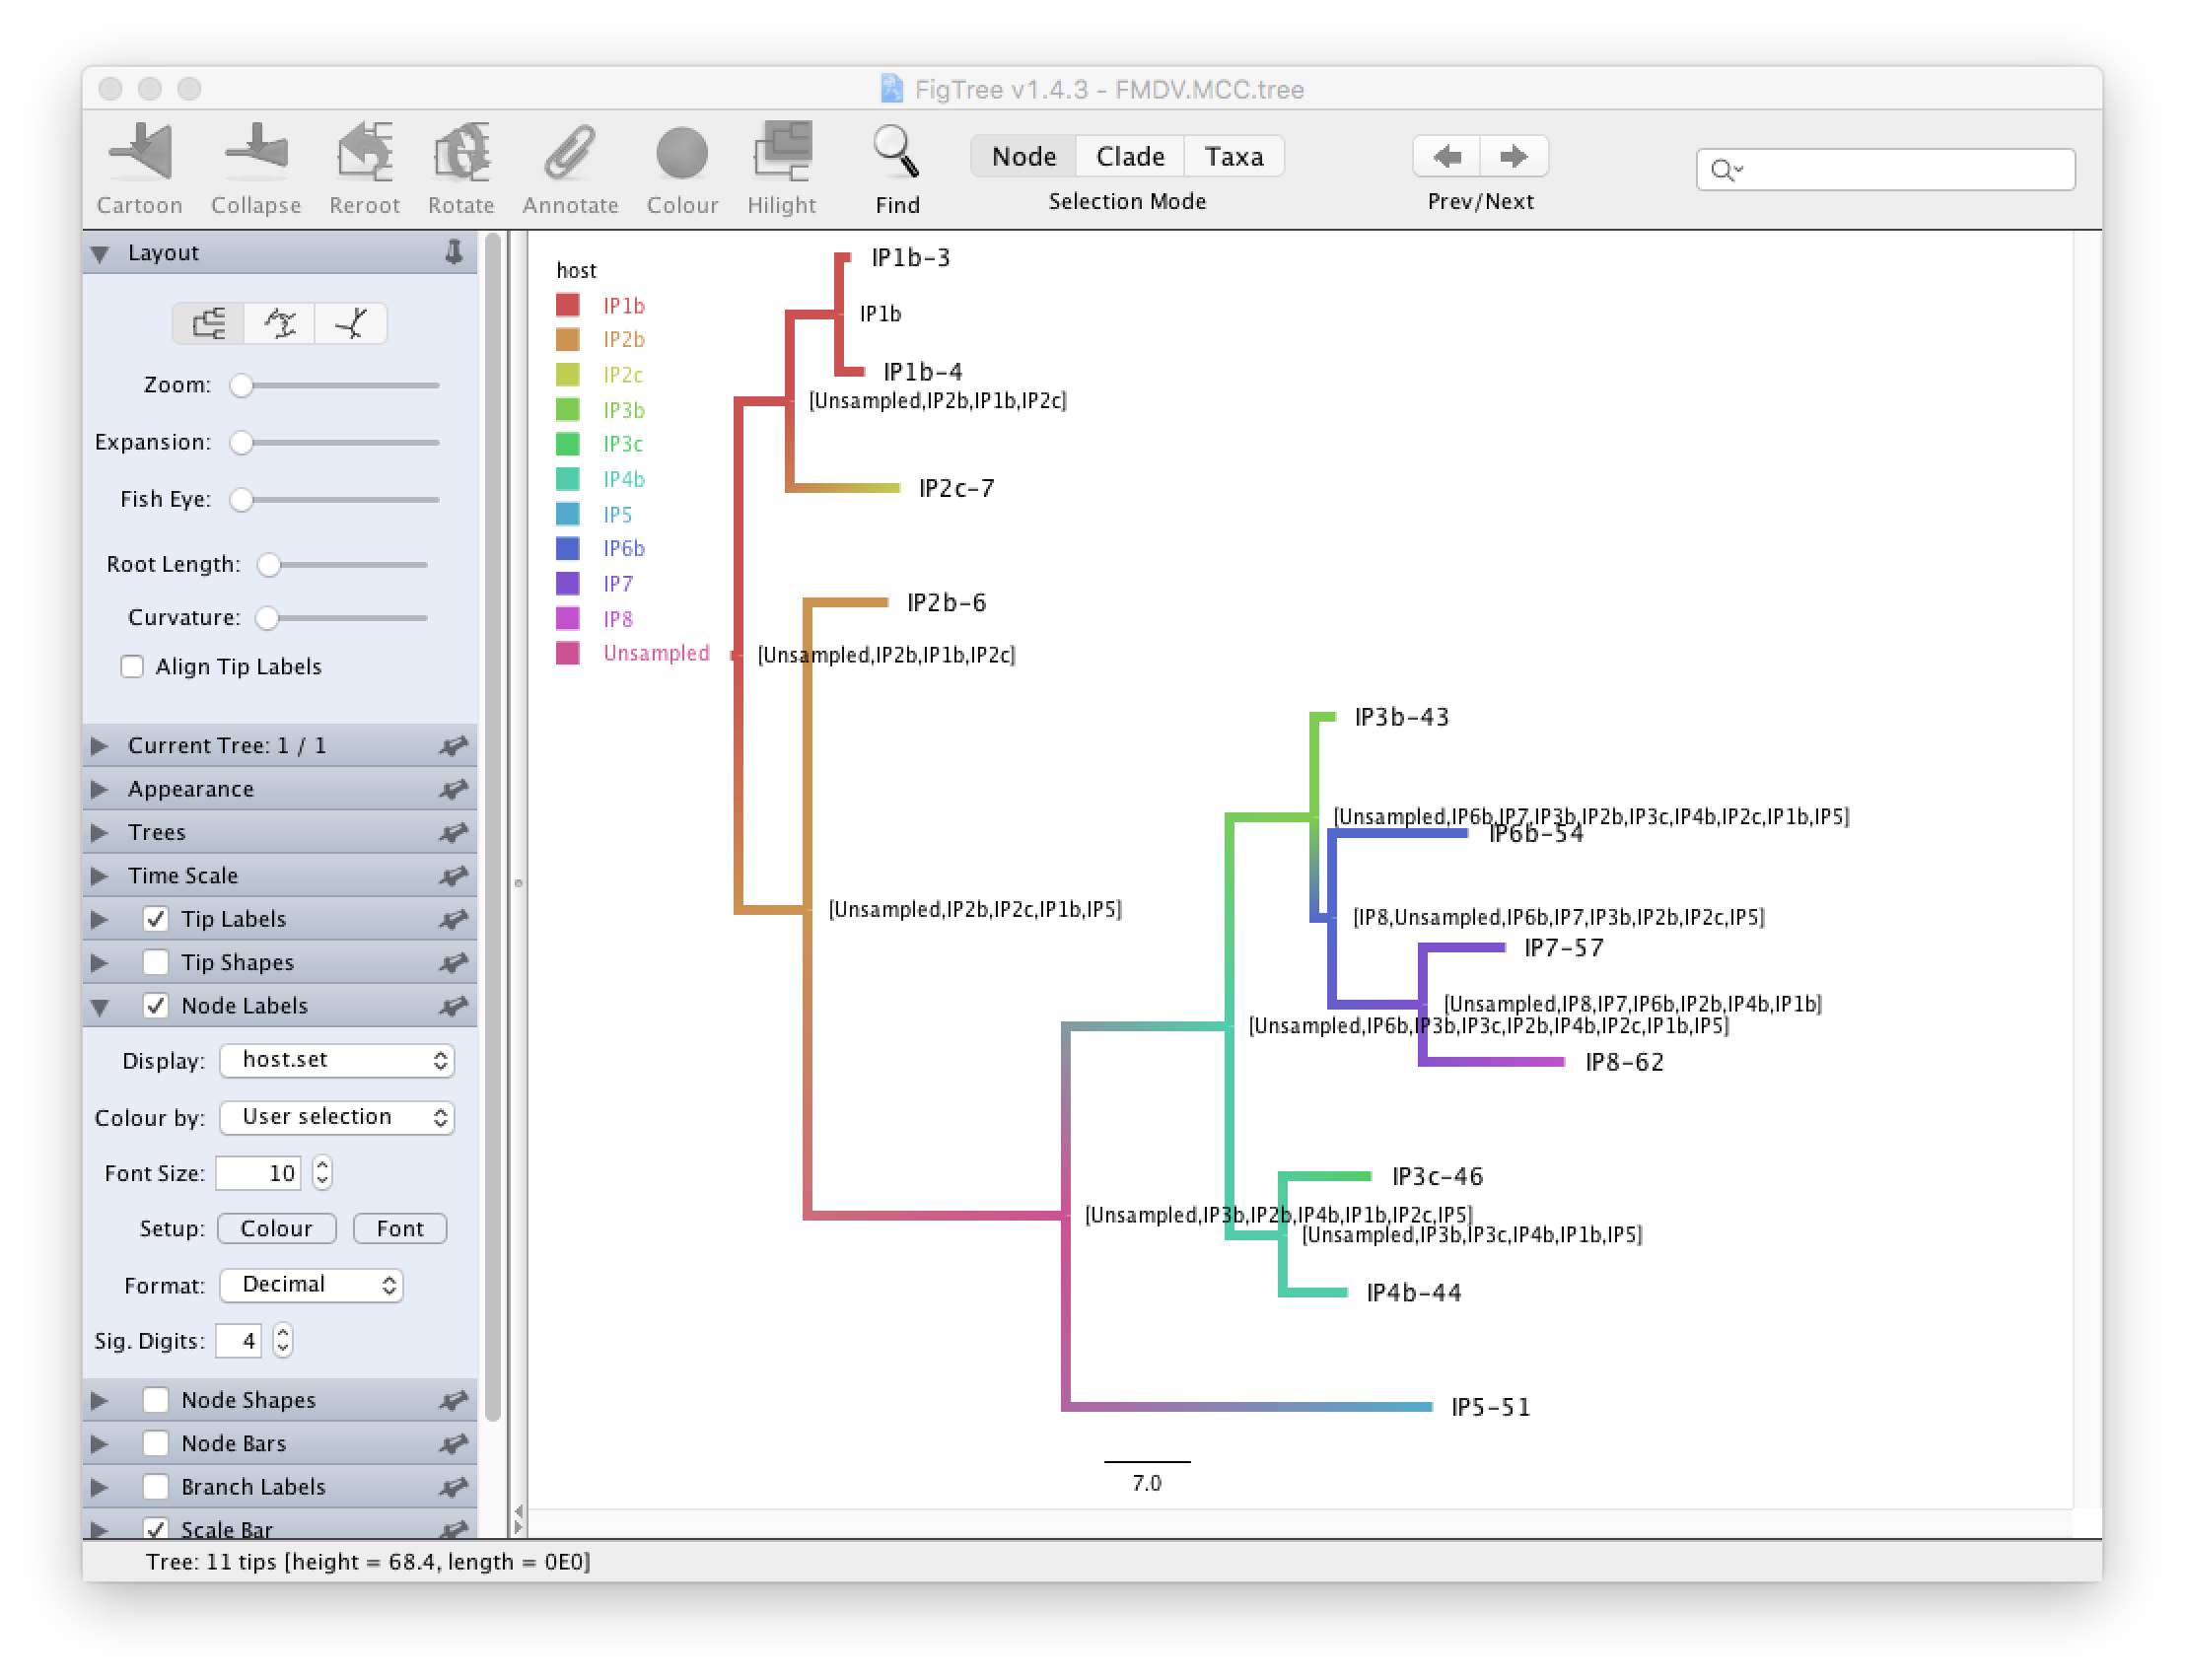 FigTree v1.4.3 - FMDV.MCC.tree
Cartoon Collapse Reroot Rotate Annotate Colour Hilight Find
Node Clade Taxa
Selection Mode
Prev/Next
Layout
Zoom:
Expansion:
Fish Eye:
Root Length:
Curvature:
Align Tip Labels
Current Tree: 1 / 1
Appearance
Trees
Time Scale
Tip Labels
Tip Shapes
Node Labels
Display: host.set
Colour by: User selection
Font Size: 10
Setup: Colour Font
Format: Decimal
Sig. Digits: 4
Node Shapes
Node Bars
Branch Labels
Scale Bar
host
IP1b
IP2b
IP2c
IP3b
IP3c
IP4b
IP5
IP6b
IP7
IP8
Unsampled
IP1b-3
IP1b
IP1b-4
[Unsampled,IP2b,IP1b,IP2c]
IP2c-7
IP2b-6
[Unsampled,IP2b,IP1b,IP2c]
IP3b-43
[Unsampled,IP6b,IP7,IP3b,IP2b,IP3c,IP4b,IP2c,IP1b,IP5]
IP6b-54
[Unsampled,IP2b,IP2c,IP1b,IP5]
[IP8,Unsampled,IP6b,IP7,IP3b,IP2b,IP2c,IP5]
IP7-57
[Unsampled,IP8,IP7,IP6b,IP2b,IP4b,IP1b]
[Unsampled,IP6b,IP3b,IP3c,IP2b,IP4b,IP2c,IP1b,IP5]
IP8-62
IP3c-46
[Unsampled,IP3b,IP2b,IP4b,IP1b,IP2c,IP5]
[Unsampled,IP3b,IP3c,IP4b,IP1b,IP5]
IP4b-44
IP5-51
7.0
Tree: 11 tips [height = 68.4, length = 0E0]